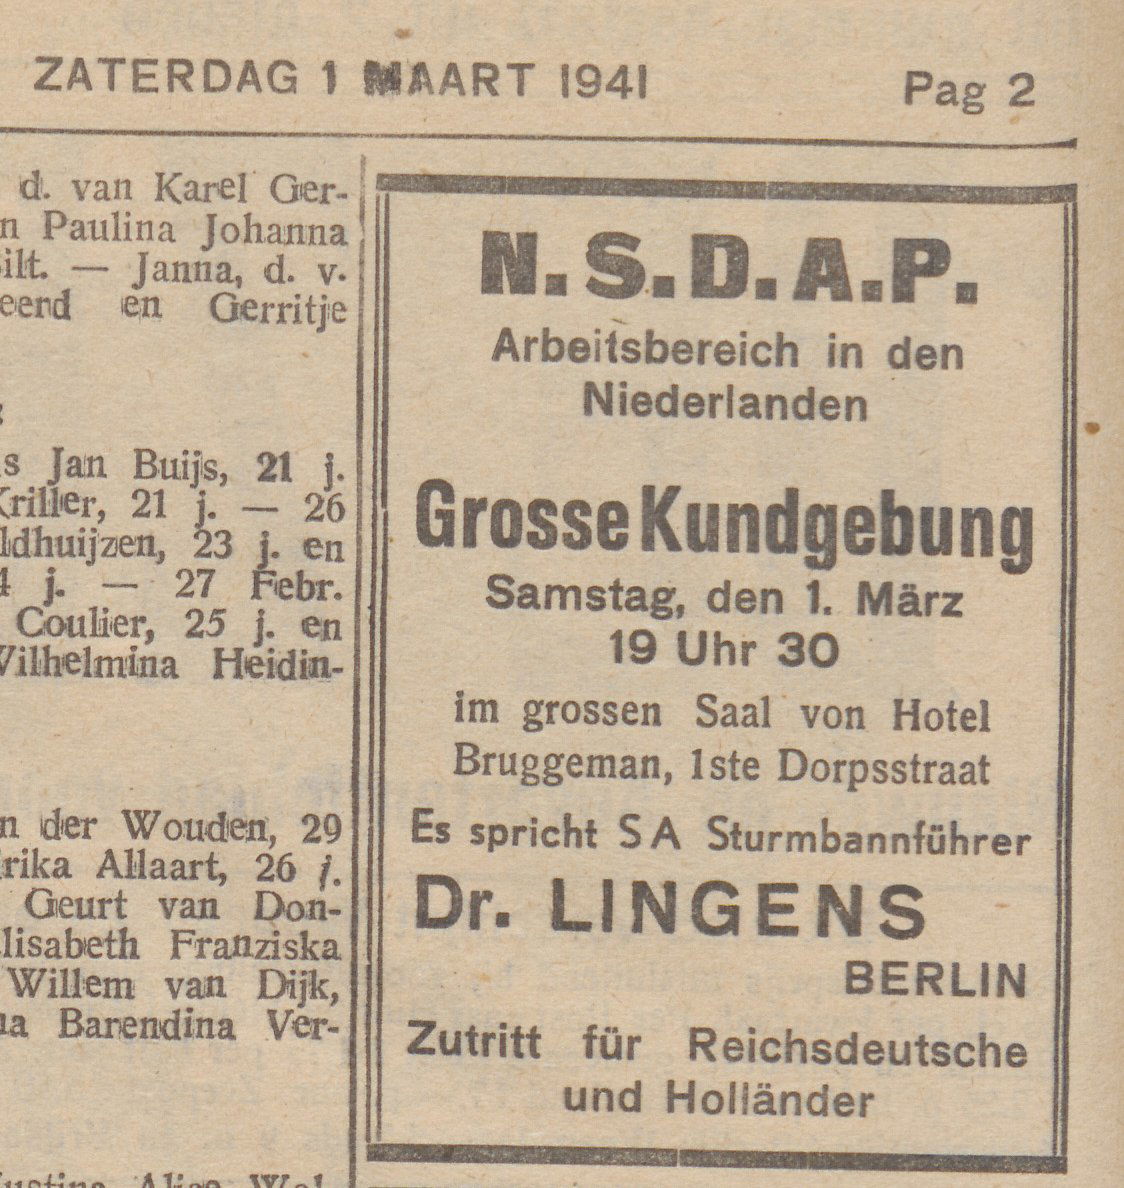 ZATERDAG 1 MAART 1941
Pag 2
d. van Karel Ger-
n Paulina Johanna
ilt. — Janna, d. v.
eerd en Gerritje
s Jan Buijs, 21 j.
Kriller, 21 j. — 26
ldhuijzen, 23 j. en
4 j. — 27 Febr.
Coulier, 25 j. en
Wilhelmina Heidin-
n der Wouden, 29
rika Allaart, 26 j.
Geurt van Don-
lisabeth Franziska
Willem van Dijk,
na Barendina Ver-
N.S.D.A.P.
Arbeitsbereich in den
Niederlanden
Grosse Kundgebung
Samstag, den 1. März
19 Uhr 30
im grossen Saal von Hotel
Bruggeman, 1ste Dorpsstraat
Es spricht SA Sturmbannführer
Dr. LINGENS
BERLIN
Zutritt für Reichsdeutsche
und Holländer